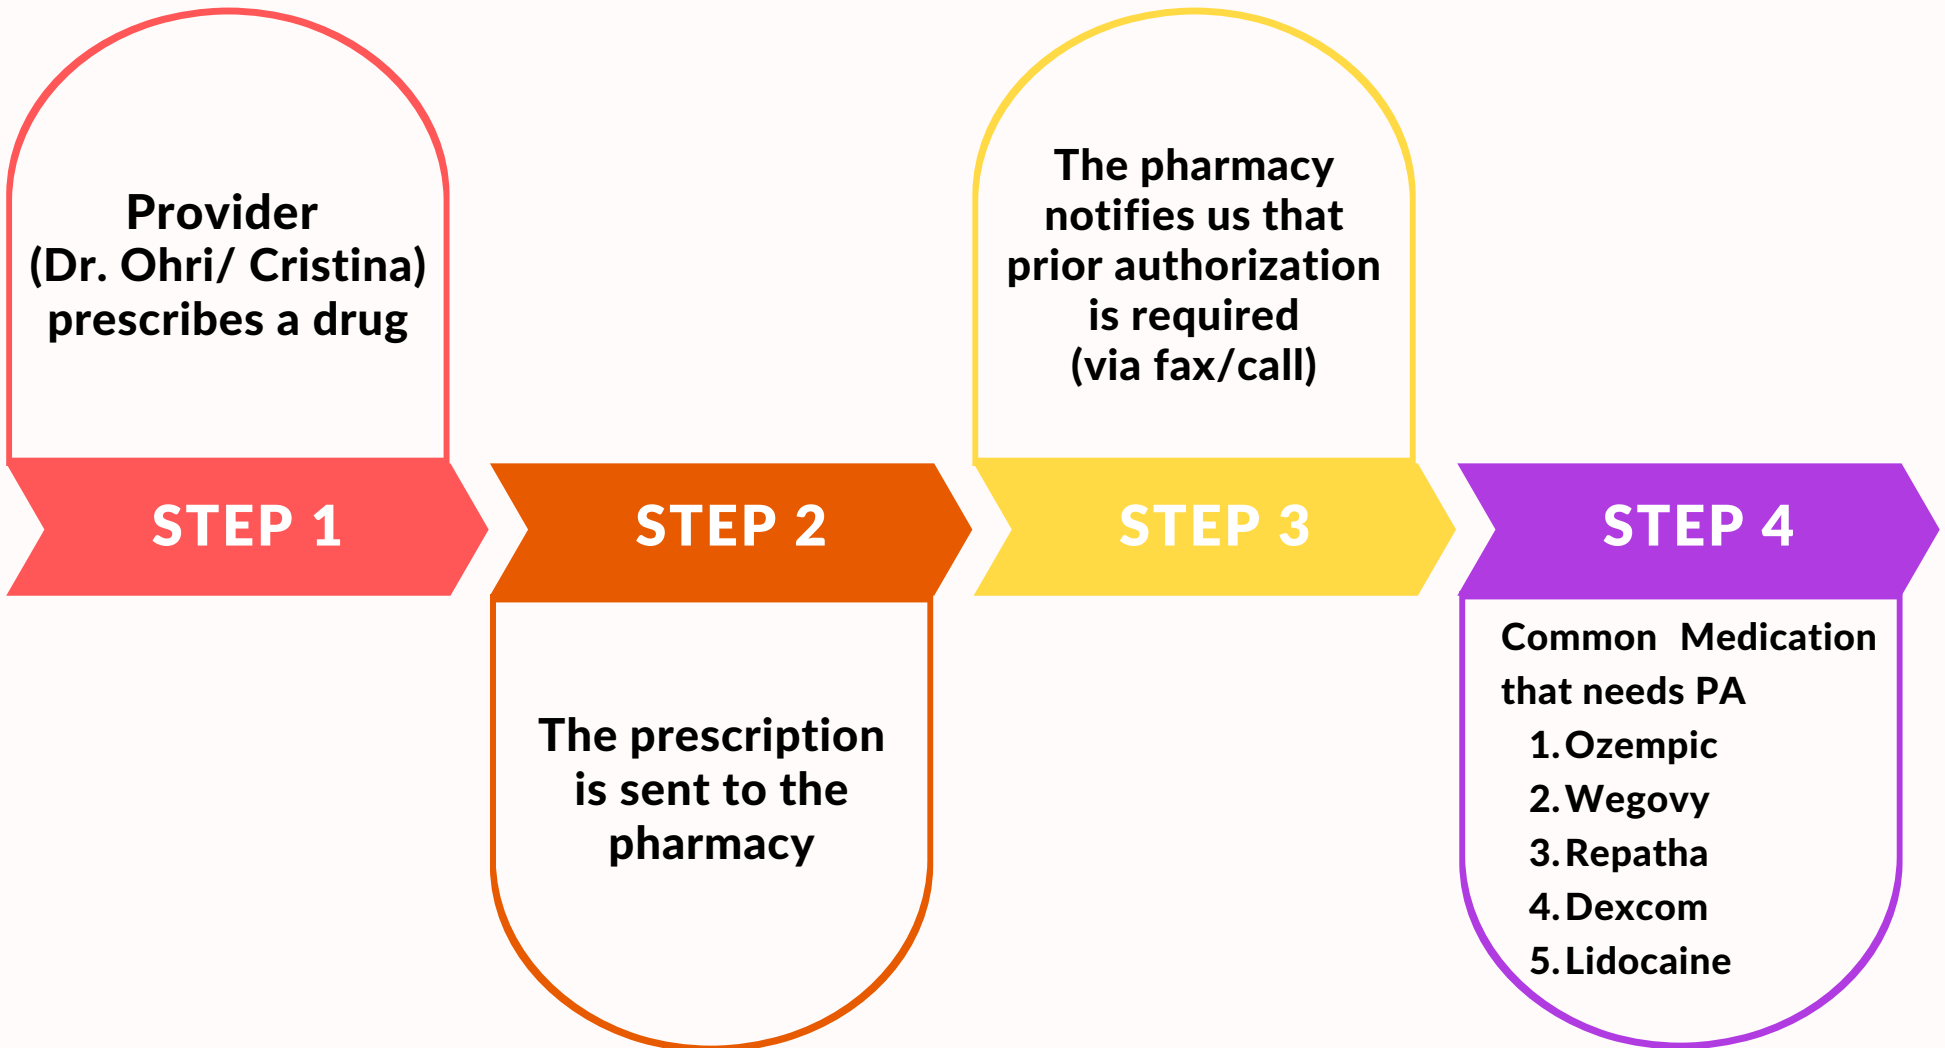 Provider
(Dr. Ohri/ Cristina)
prescribes a drug
STEP 1
STEP 2
The prescription
is sent to the
pharmacy
The pharmacy
notifies us that
prior authorization
is required
(via fax/call)
STEP 3
STEP 4
Common Medication
that needs PA
1. Ozempic
2. Wegovy
3. Repatha
4. Dexcom
5. Lidocaine